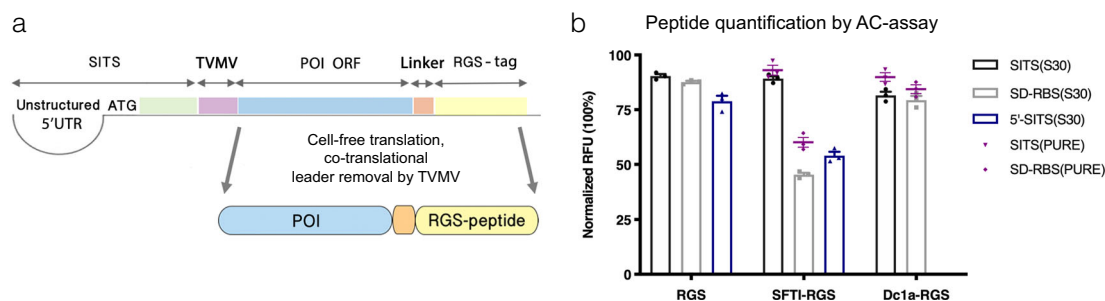 a
SITS
TVMV
POI ORF
Linker
RGS-tag
Unstructured
5'UTR
ATG
Cell-free translation,
co-translational
leader removal by TVMV
POI
RGS-peptide
b
Peptide quantification by AC-assay
Normalized RFU (100%)
100
75
50
25
0
RGS
SFTI-RGS
Dc1a-RGS
SITS(S30)
SD-RBS(S30)
5'-SITS(S30)
SITS(PURE)
SD-RBS(PURE)